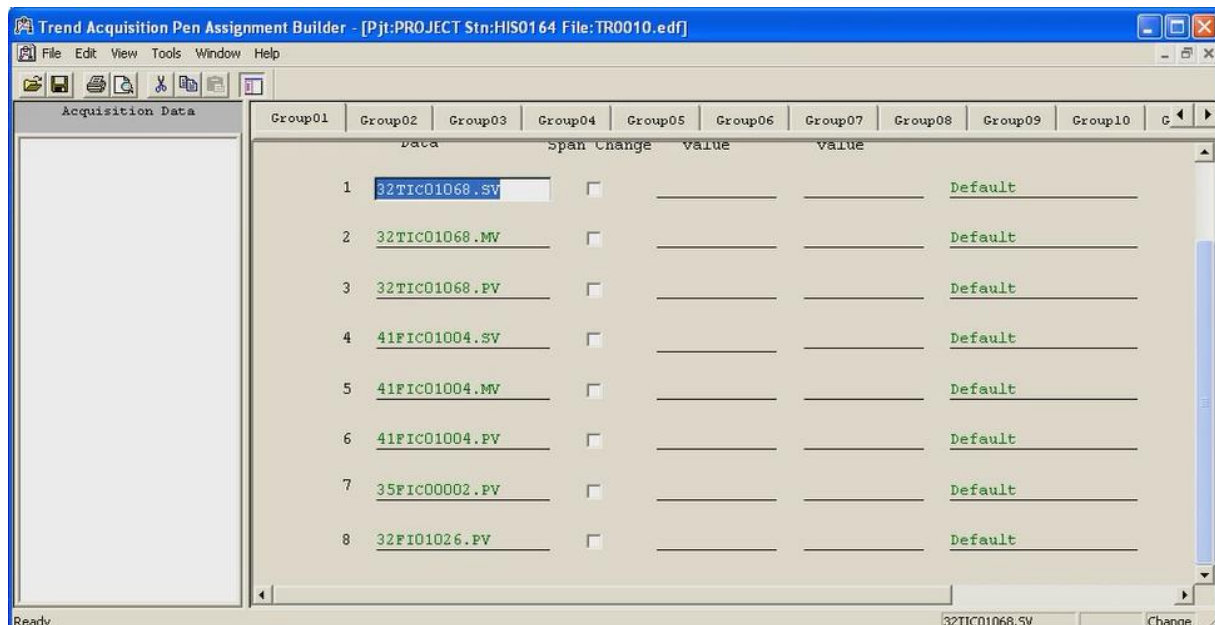 Trend Acquisition Pen Assignment Builder - [Pjt:PROJECT Stn:HIS0164 File:TR0010.edf]
File Edit View Tools Window Help
Acquisition Data
Group01 Group02 Group03 Group04 Group05 Group06 Group07 Group08 Group09 Group10 G
Data Span Change Value Value
1 32TIC01068.SV Default
2 32TIC01068.MV Default
3 32TIC01068.PV Default
4 41FIC01004.SV Default
5 41FIC01004.MV Default
6 41FIC01004.PV Default
7 35FIC00002.PV Default
8 32FI01026.PV Default
Ready 32TIC01068.SV Change